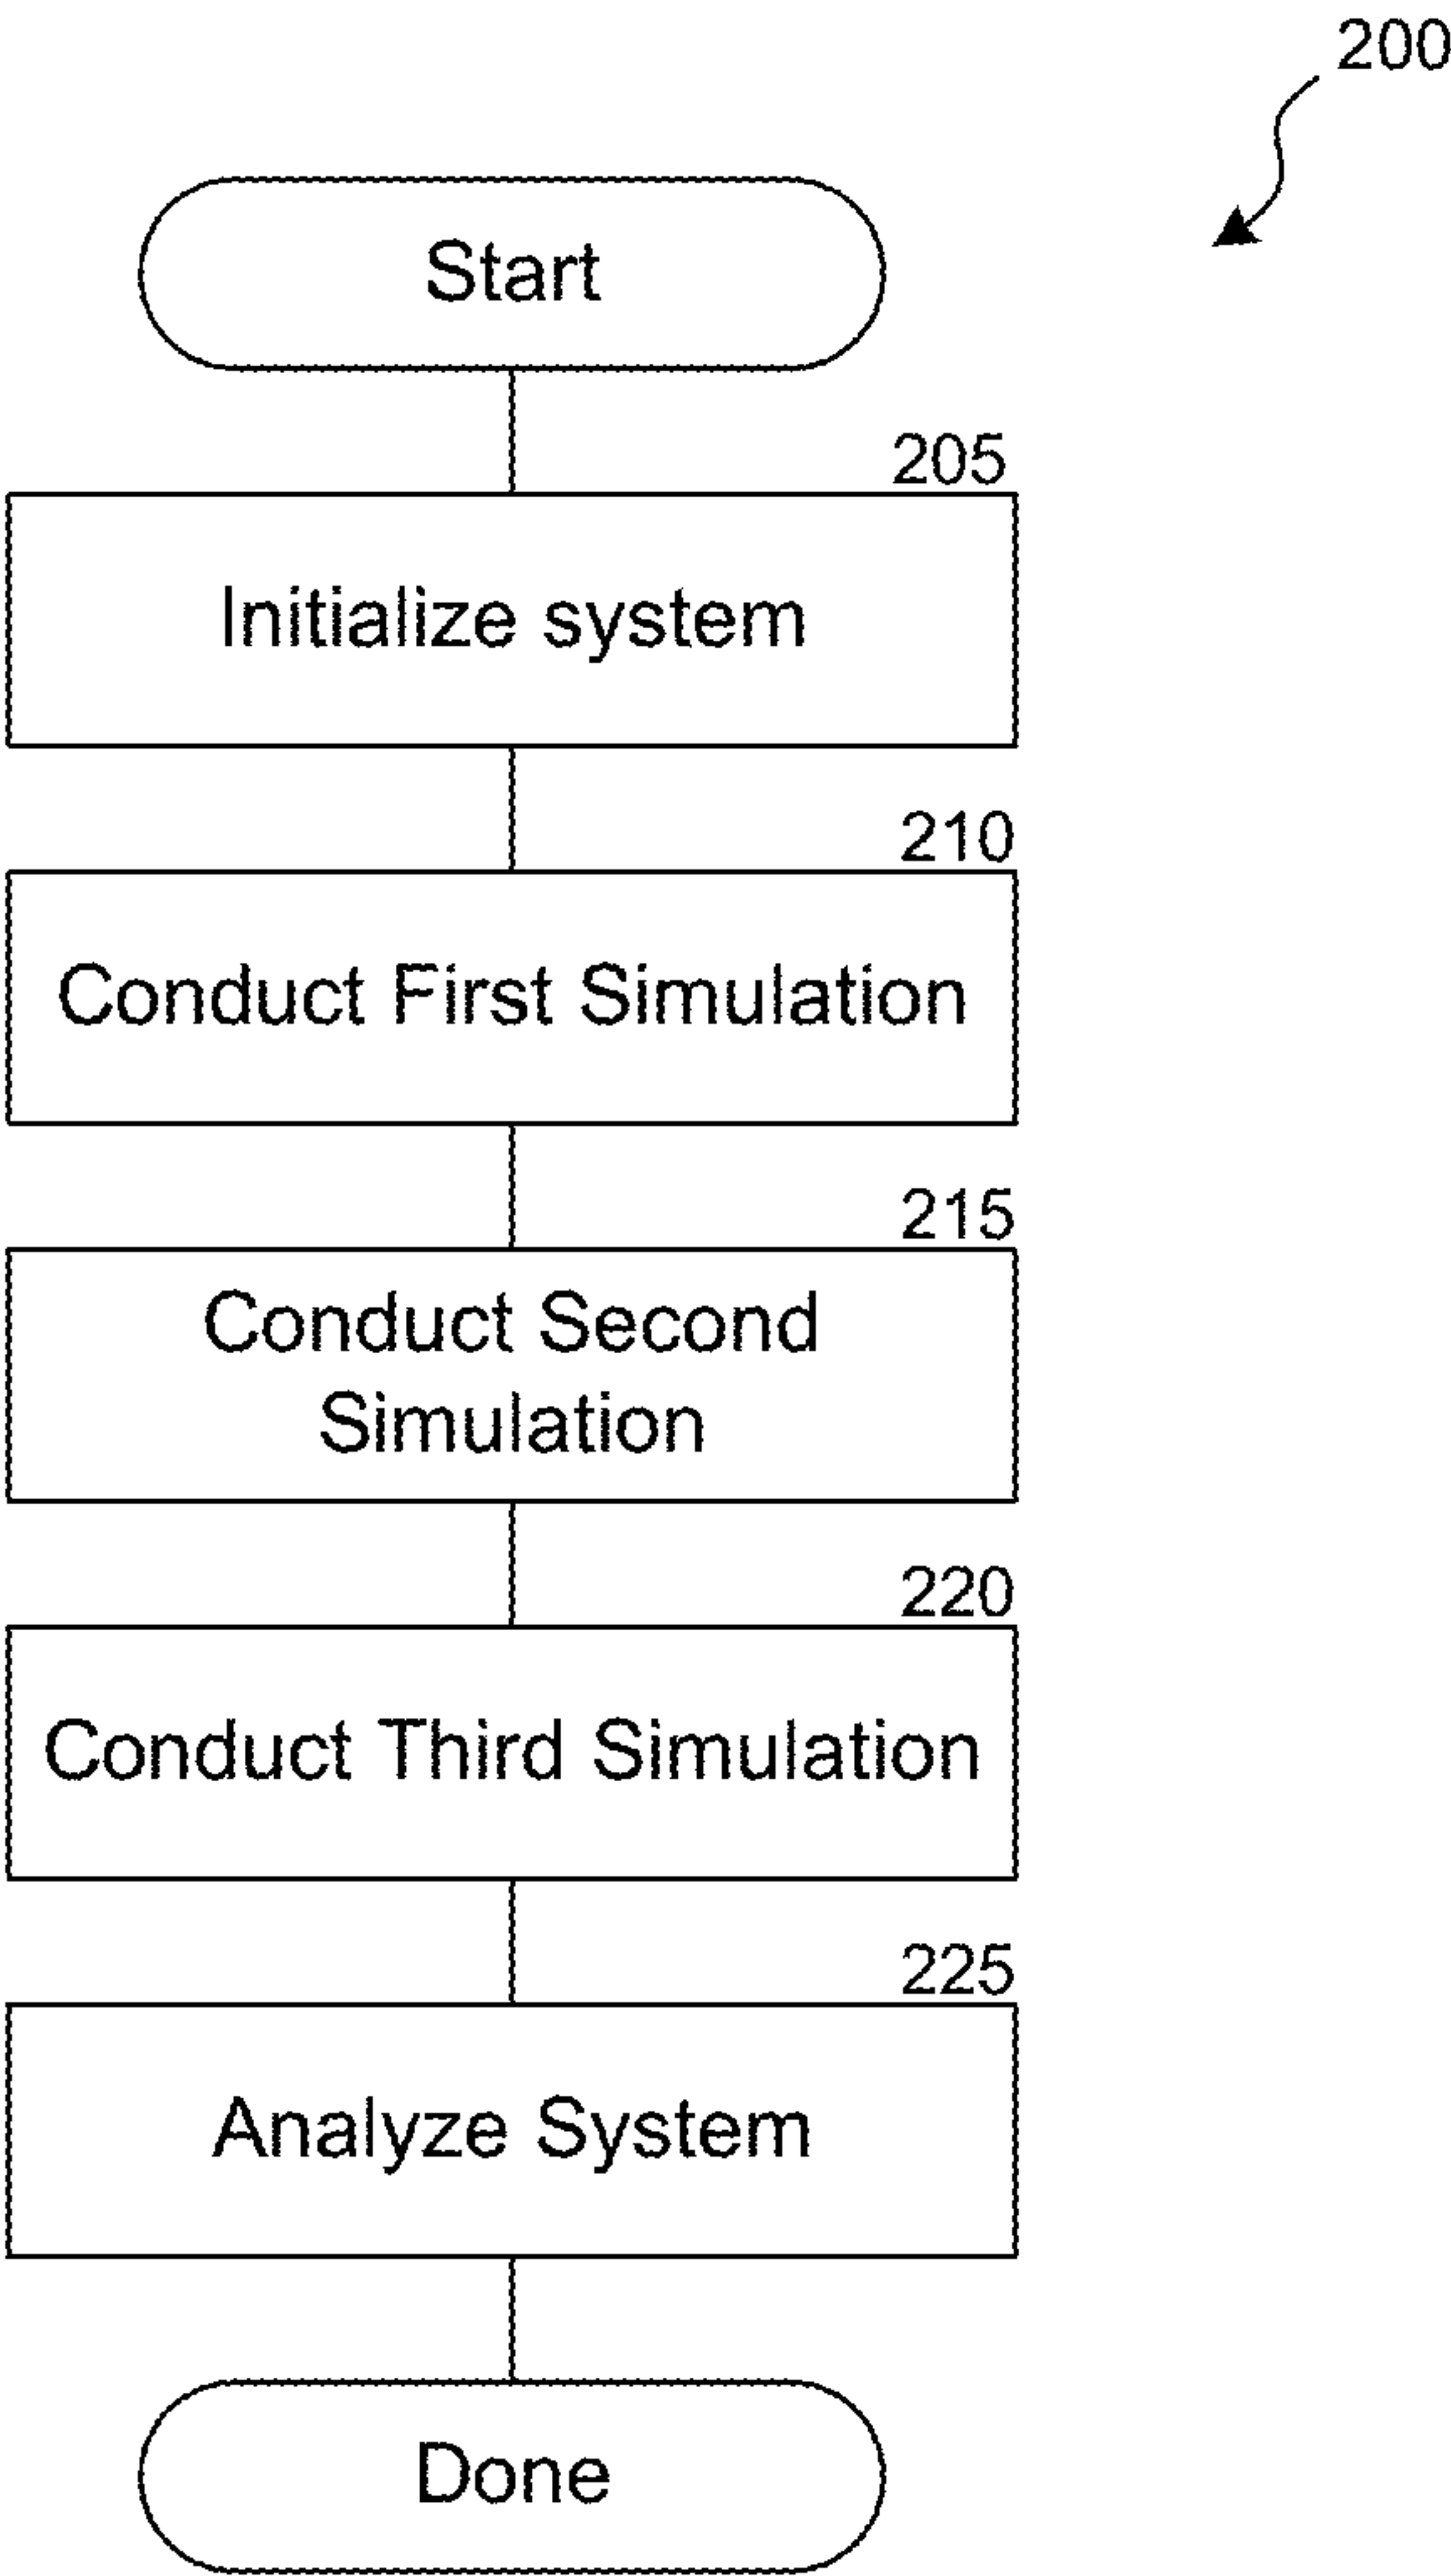 200
Start
205
Initialize system
210
Conduct First Simulation
215
Conduct Second
Simulation
220
Conduct Third Simulation
225
Analyze System
Done